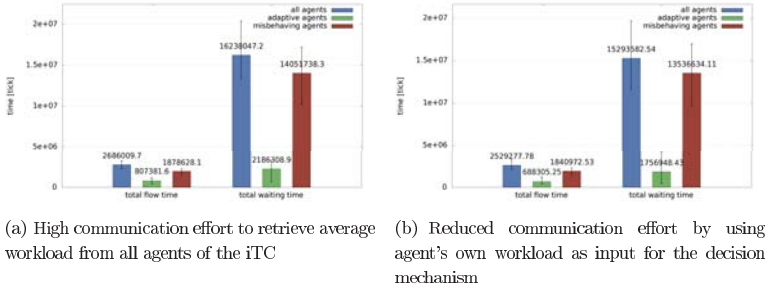 2e+07
1.5e+07
1e+07
5e+06
0
time [tick]
all agents
adaptive agents
misbehaving agents
2686009.7
807381.6
1878628.1
16238047.2
2186308.9
14051738.3
total flow time
total waiting time
(a) High communication effort to retrieve average
workload from all agents of the iTC
2e+07
1.5e+07
1e+07
5e+06
0
time [tick]
all agents
adaptive agents
misbehaving agents
2529277.78
688305.25
1840972.53
15293582.54
1756948.43
13536634.11
total flow time
total waiting time
(b) Reduced communication effort by using
agent's own workload as input for the decision
mechanism